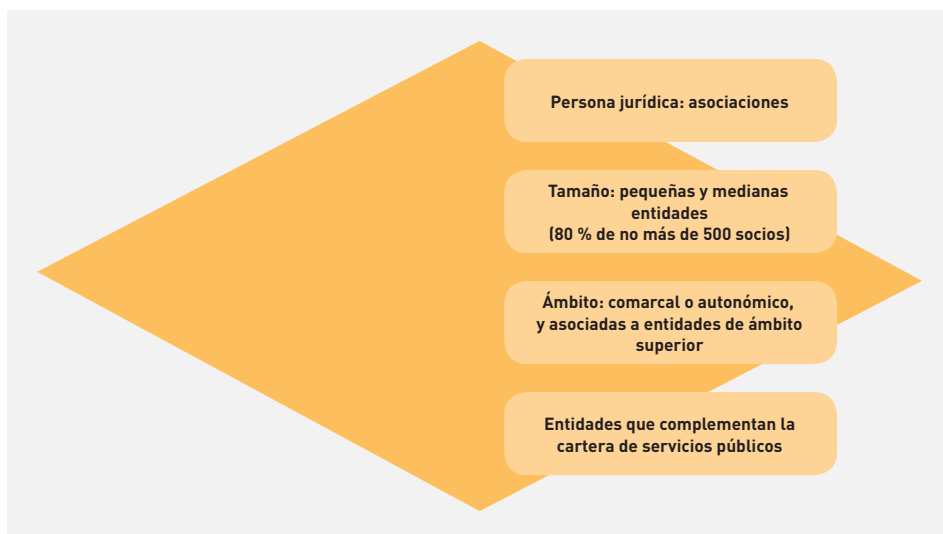 Persona jurídica: asociaciones
Tamaño: pequeñas y medianas
entidades
(80 % de no más de 500 socios)
Ámbito: comarcal o autonómico,
y asociadas a entidades de ámbito
superior
Entidades que complementan la
cartera de servicios públicos